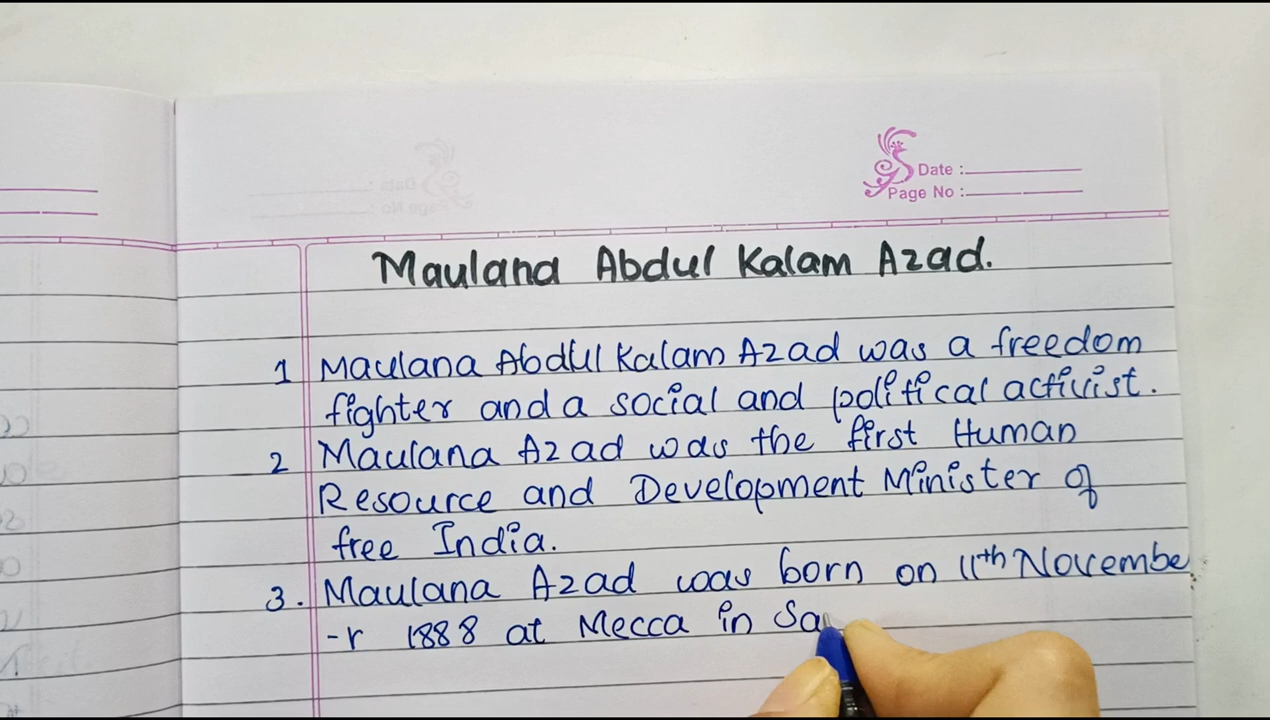 Date :
Page No :
Maulana Abdul Kalam Azad.
1 Maulana Abdul Kalam Azad was a freedom
fighter and a social and political activist.
2 Maulana Azad was the first Human
Resource and Development Minister of
free India.
3. Maulana Azad was born on 11th Novembe
-r 1888 at Mecca in Sa